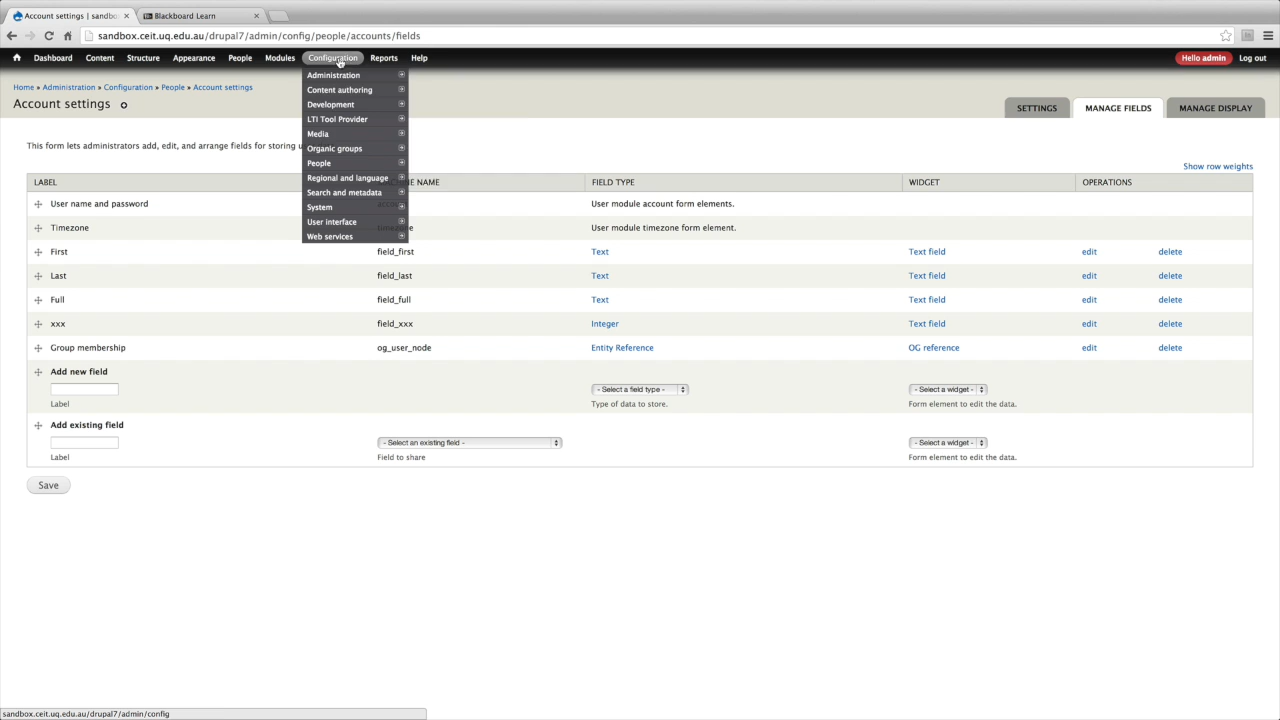 Account settings | sandbo
Blackboard Learn
sandbox.ceit.uq.edu.au/drupal7/admin/config/people/accounts/fields
Dashboard Content Structure Appearance People Modules Configuration Reports Help Hello admin Log out
Administration
Content authoring
Development
LTI Tool Provider
Media
Organic groups
People
Regional and language
Search and metadata
System
User interface
Web services
Home » Administration » Configuration » People » Account settings
Account settings
SETTINGS MANAGE FIELDS MANAGE DISPLAY
This form lets administrators add, edit, and arrange fields for storing
Show row weights
LABEL NAME FIELD TYPE WIDGET OPERATIONS
User name and password User module account form elements.
Timezone User module timezone form element.
First field_first Text Text field edit delete
Last field_last Text Text field edit delete
Full field_full Text Text field edit delete
xxx field_xxx Integer Text field edit delete
Group membership og_user_node Entity Reference OG reference edit delete
Add new field
- Select a field type - - Select a widget -
Label Type of data to store. Form element to edit the data.
Add existing field
- Select an existing field - - Select a widget -
Label Field to share Form element to edit the data.
Save
sandbox.ceit.uq.edu.au/drupal7/admin/config